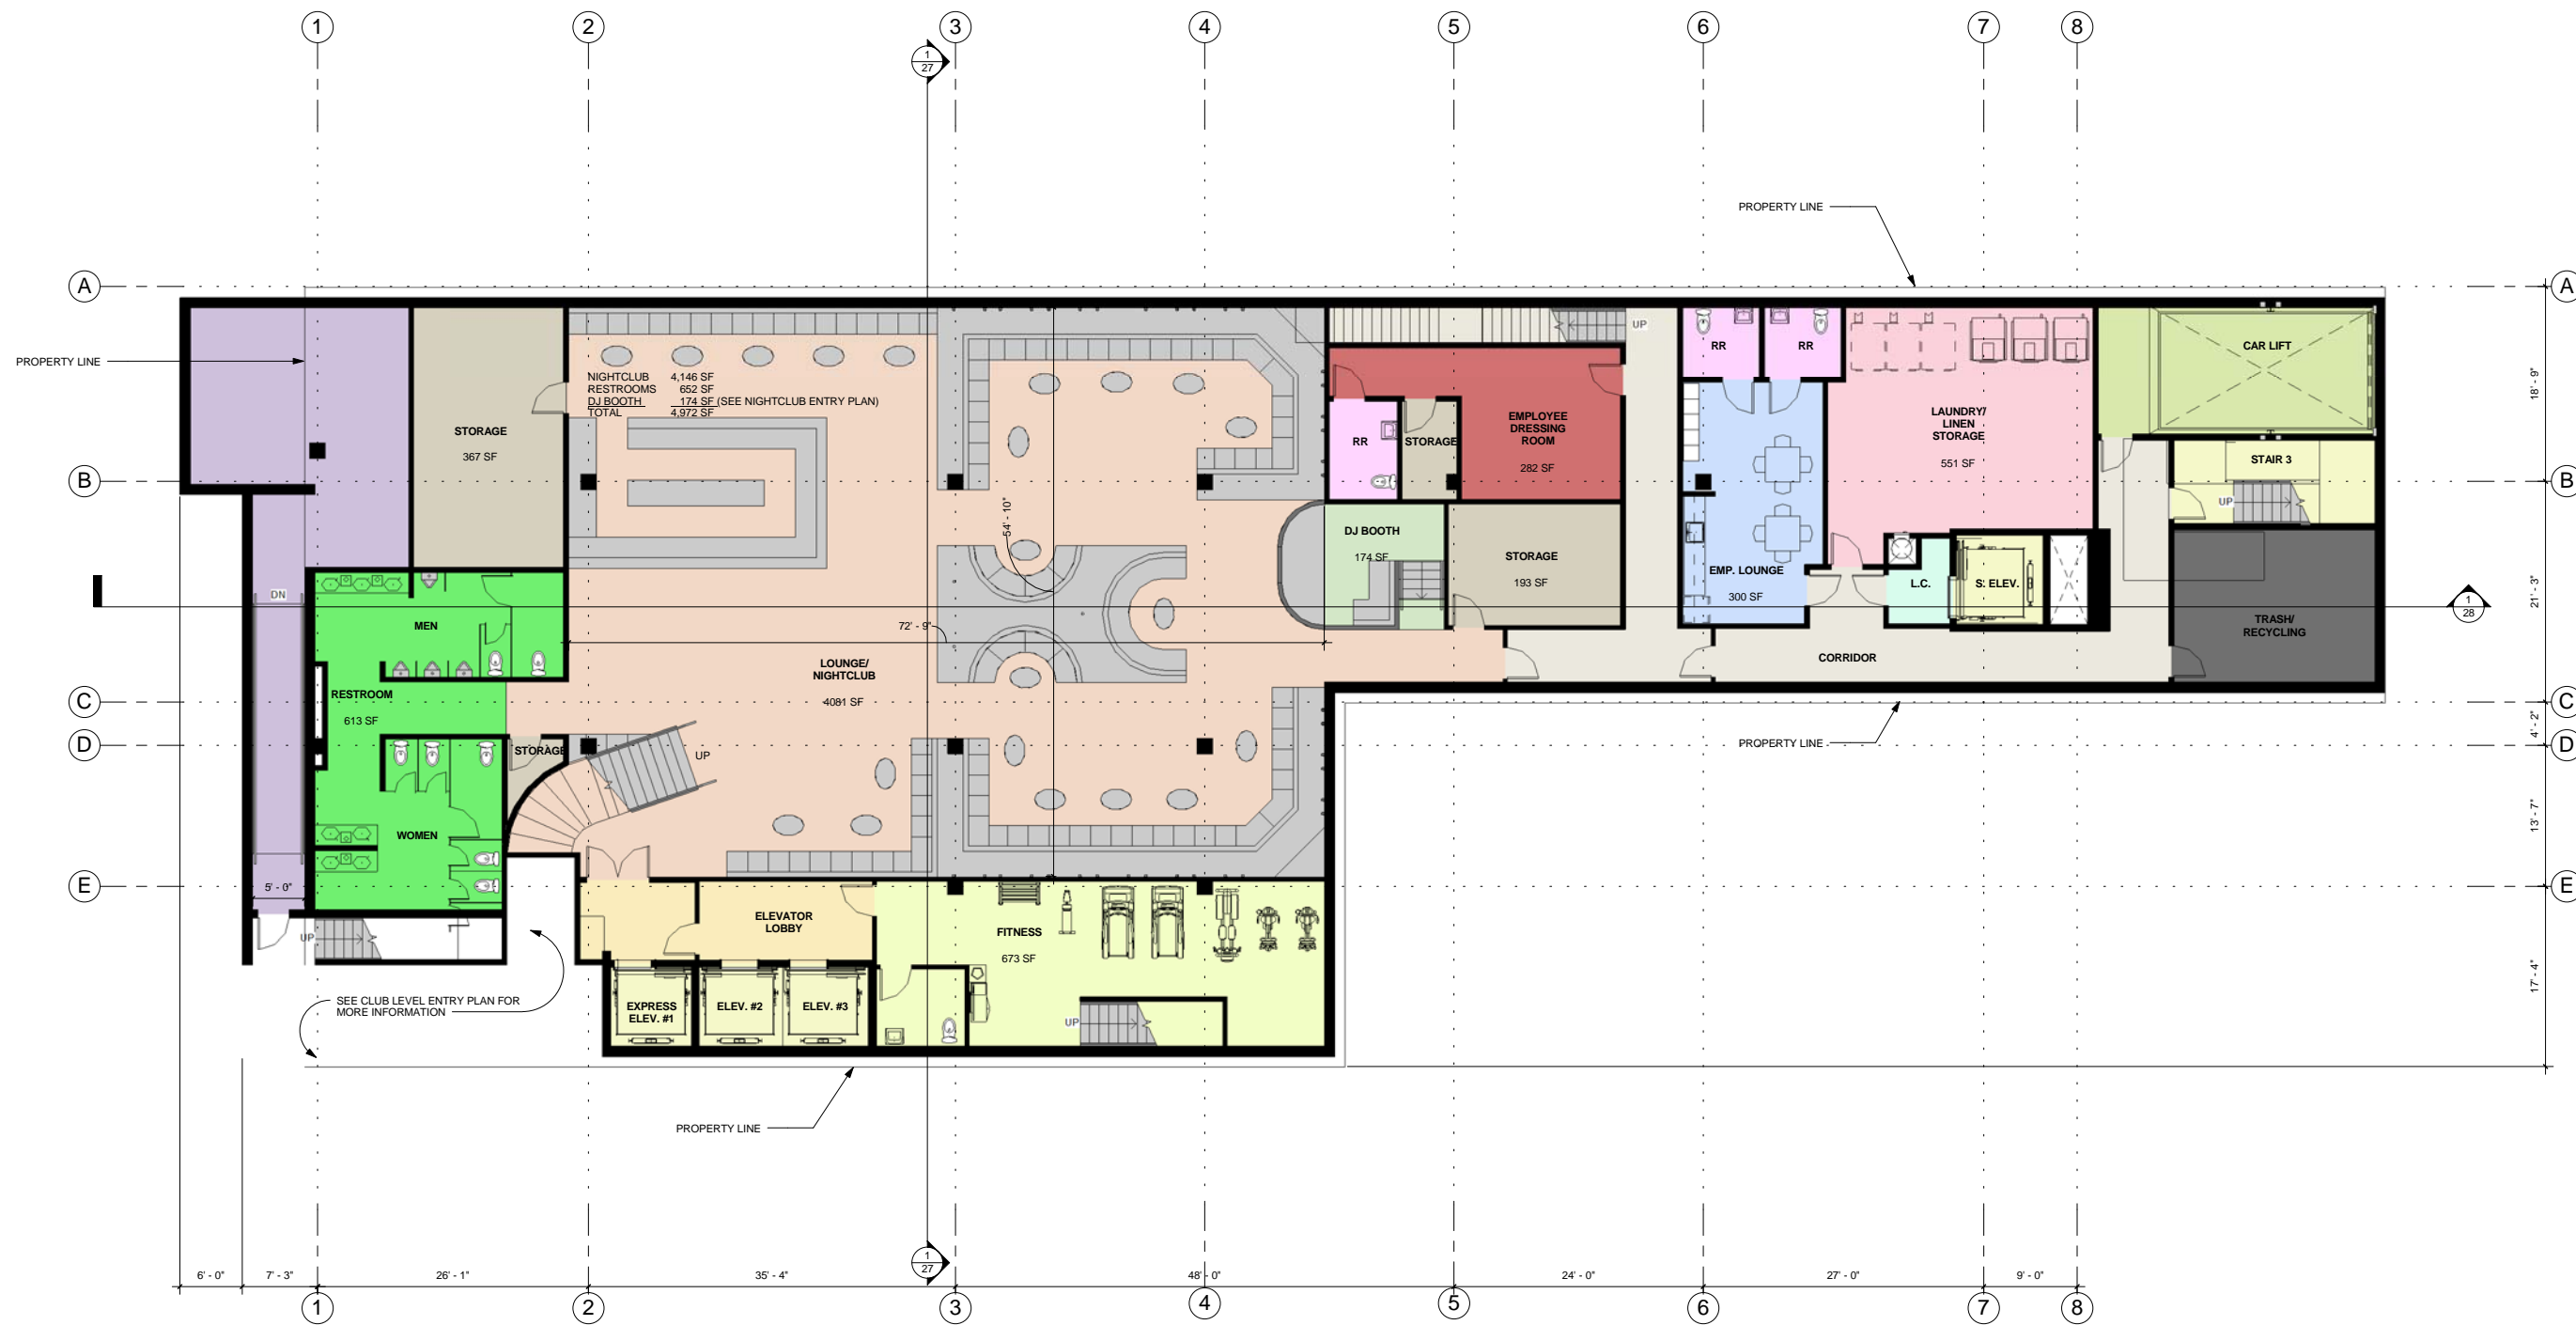 1 2 3 4 5 6 7 8
1
27
PROPERTY LINE
A A
PROPERTY LINE
UP
RR RR
CAR LIFT
18' - 9"
NIGHTCLUB 4,146 SF
RESTROOMS 652 SF
DJ BOOTH 174 SF (SEE NIGHTCLUB ENTRY PLAN)
TOTAL 4,972 SF
STORAGE
367 SF
RR
STORAGE
EMPLOYEE
DRESSING
ROOM
282 SF
LAUNDRY/
LINEN
STORAGE
551 SF
STAIR 3
UP
B B
54' - 10"
DJ BOOTH
174 SF
STORAGE
193 SF
EMP. LOUNGE
300 SF
L.C.
S. ELEV.
21' - 3"
1
28
DN
MEN
72' - 9"
TRASH/
RECYCLING
CORRIDOR
LOUNGE/
NIGHTCLUB
4081 SF
RESTROOM
613 SF
C C
4' - 2"
D D
STORAGE
UP
PROPERTY LINE
WOMEN
13' - 7"
E E
5' - 0"
UP
ELEVATOR
LOBBY
FITNESS
673 SF
17' - 4"
SEE CLUB LEVEL ENTRY PLAN FOR
MORE INFORMATION
EXPRESS
ELEV. #1
ELEV. #2
ELEV. #3
UP
PROPERTY LINE
1
27
6' - 0" 7' - 3" 26' - 1" 35' - 4" 48' - 0" 24' - 0" 27' - 0" 9' - 0"
1 2 3 4 5 6 7 8